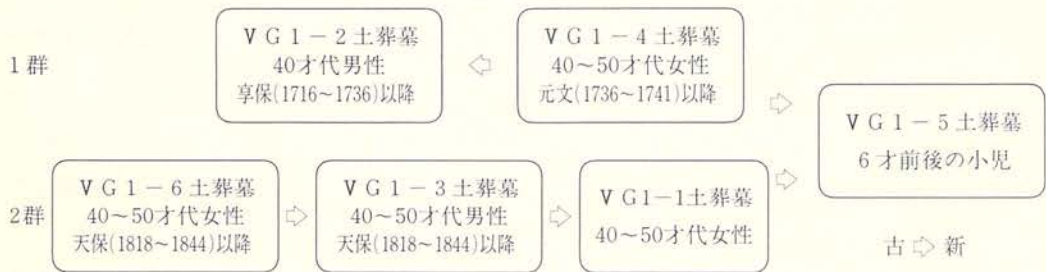 1群
ⅤG1-2土葬墓
40才代男性
享保(1716~1736)以降
⇦
ⅤG1-4土葬墓
40~50才代女性
元文(1736~1741)以降
⇨
ⅤG1-5土葬墓
6才前後の小児
2群
ⅤG1-6土葬墓
40~50才代女性
天保(1818~1844)以降
⇨
ⅤG1-3土葬墓
40~50才代男性
天保(1818~1844)以降
⇨
ⅤG1-1土葬墓
40~50才代女性
⇨
古⇨新